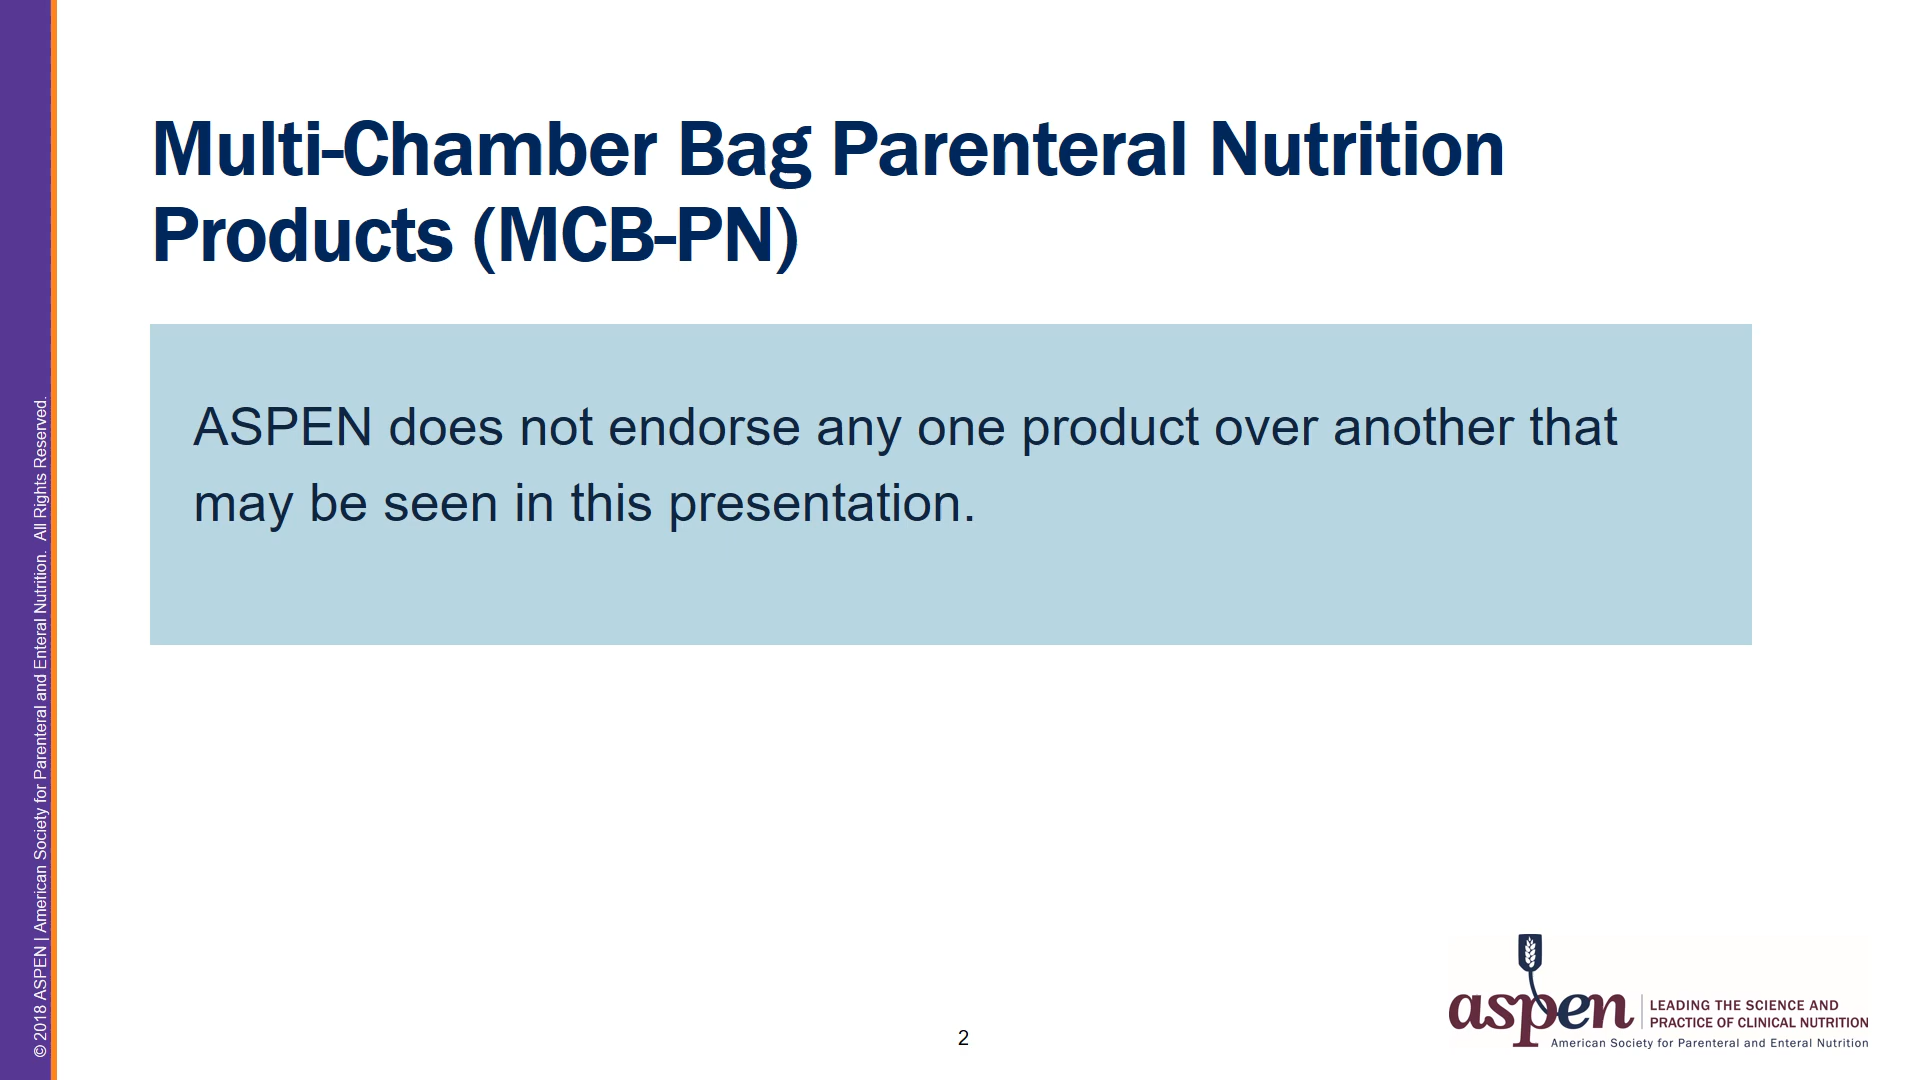 Multi-Chamber Bag Parenteral Nutrition
Products (MCB-PN)
ASPEN does not endorse any one product over another that
may be seen in this presentation.
© 2018 ASPEN | American Society for Parenteral and Enteral Nutrition. All Rights Reserved.
2
aspen
LEADING THE SCIENCE AND
PRACTICE OF CLINICAL NUTRITION
American Society for Parenteral and Enteral Nutrition